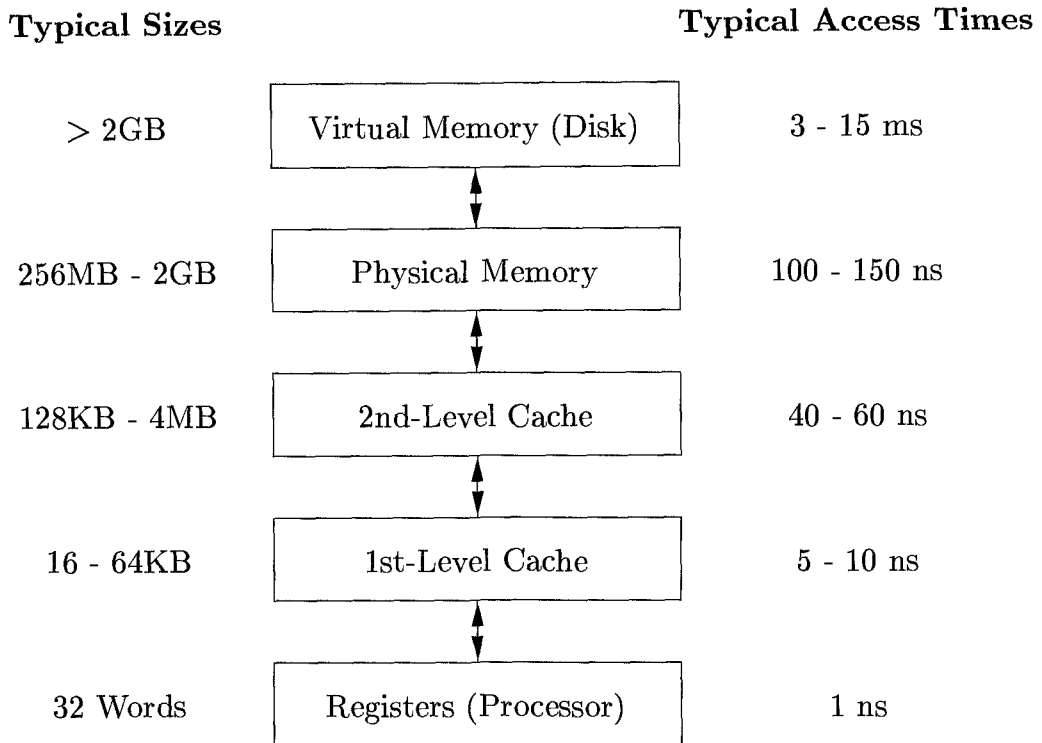 Typical Sizes
Typical Access Times
> 2GB
Virtual Memory (Disk)
3 - 15 ms
256MB - 2GB
Physical Memory
100 - 150 ns
128KB - 4MB
2nd-Level Cache
40 - 60 ns
16 - 64KB
1st-Level Cache
5 - 10 ns
32 Words
Registers (Processor)
1 ns